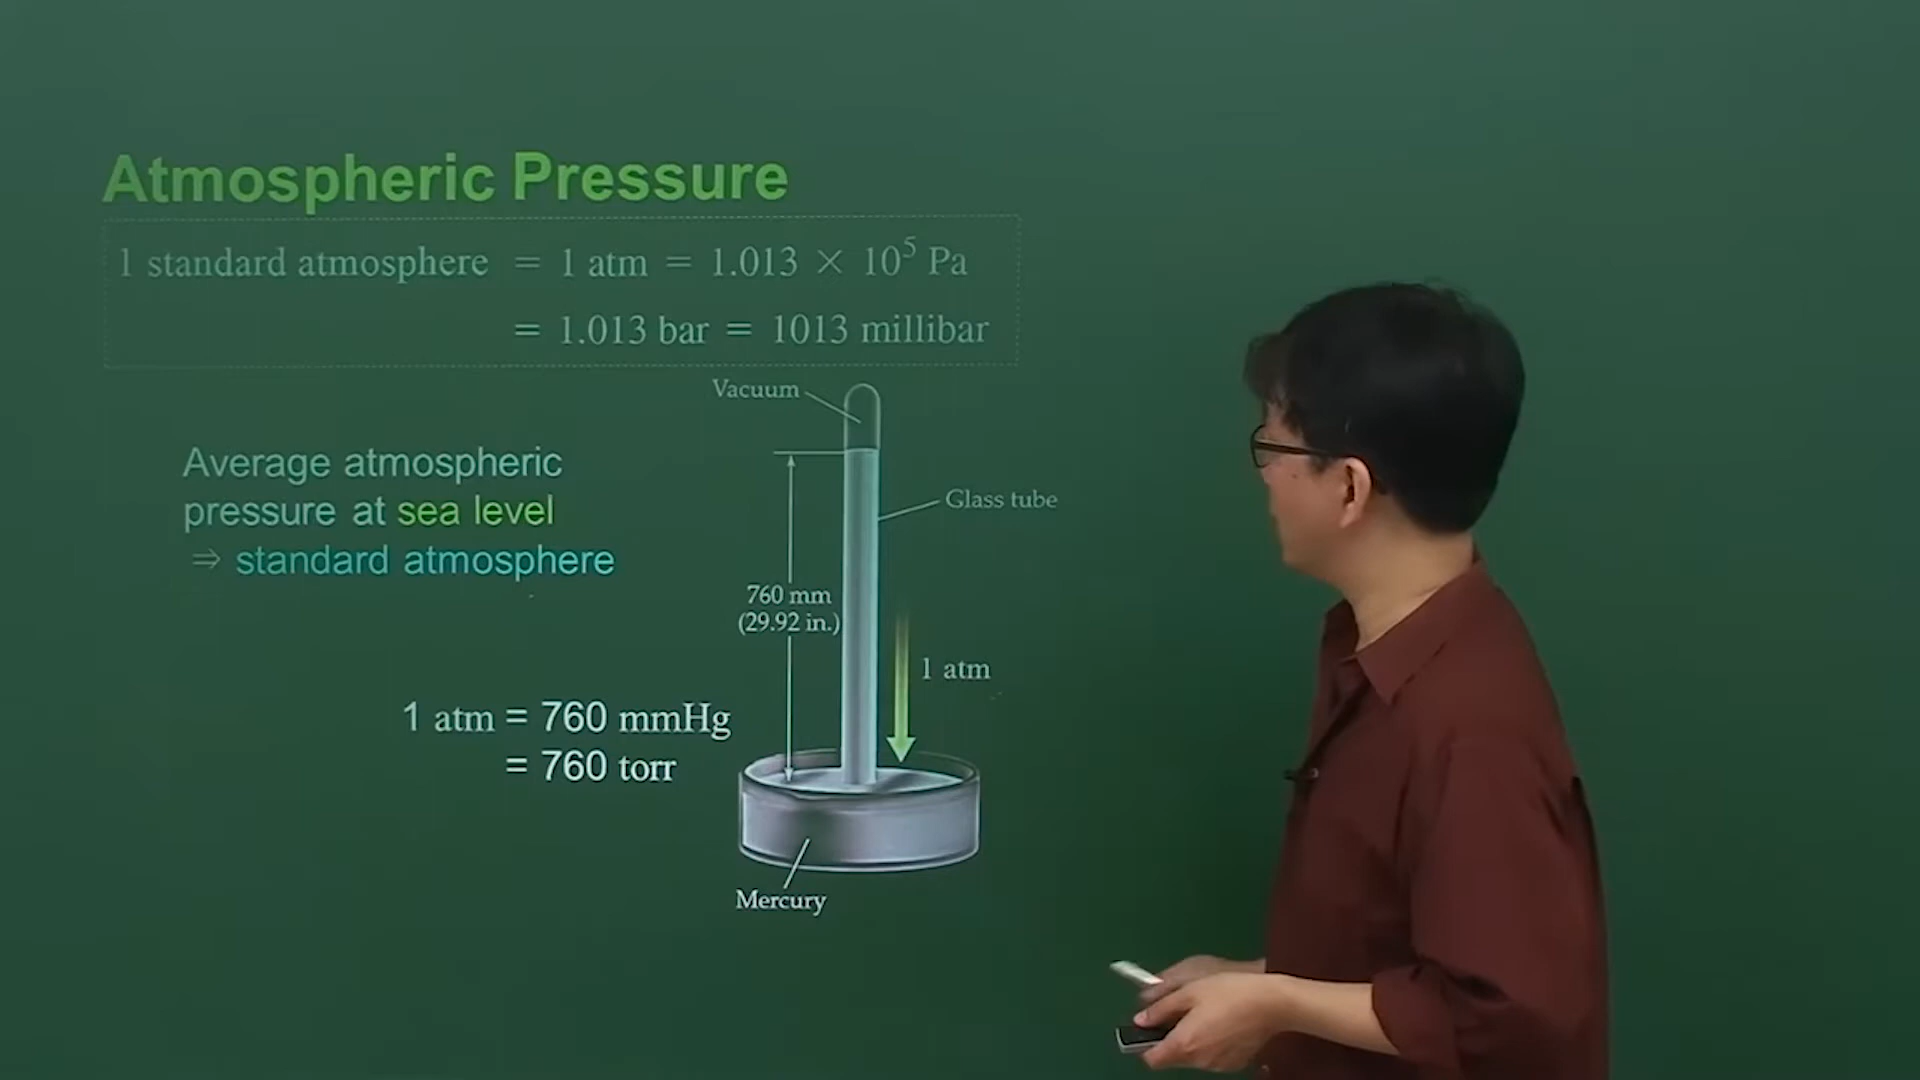 Atmospheric Pressure
1 standard atmosphere = 1 atm = 1.013 × 10⁵ Pa
= 1.013 bar = 1013 millibar
Vacuum
Average atmospheric
pressure at sea level
⇒ standard atmosphere
Glass tube
760 mm
(29.92 in.)
1 atm
1 atm = 760 mmHg
= 760 torr
Mercury